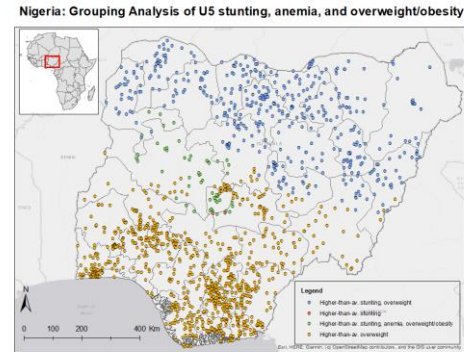 Nigeria: Grouping Analysis of U5 stunting, anemia, and overweight/obesity
N
0 100 200 400 Km
Legend
Higher-than-av. stunting, overweight
Higher-than-av. stunting
Higher-than-av. stunting, anemia, overweight/obesity
Higher-than-av. overweight
Esri, HERE, Garmin, (c) OpenStreetMap contributors, and the GIS user community